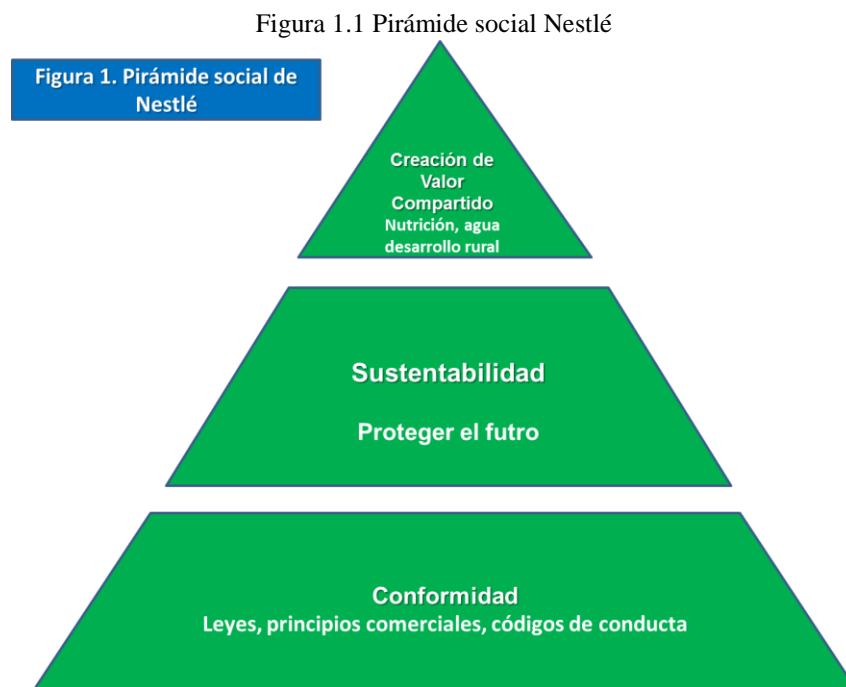 Figura 1.1 Pirámide social Nestlé
Figura 1. Pirámide social de
Nestlé
Creación de
Valor
Compartido
Nutrición, agua
desarrollo rural
Sustentabilidad
Proteger el futro
Conformidad
Leyes, principios comerciales, códigos de conducta